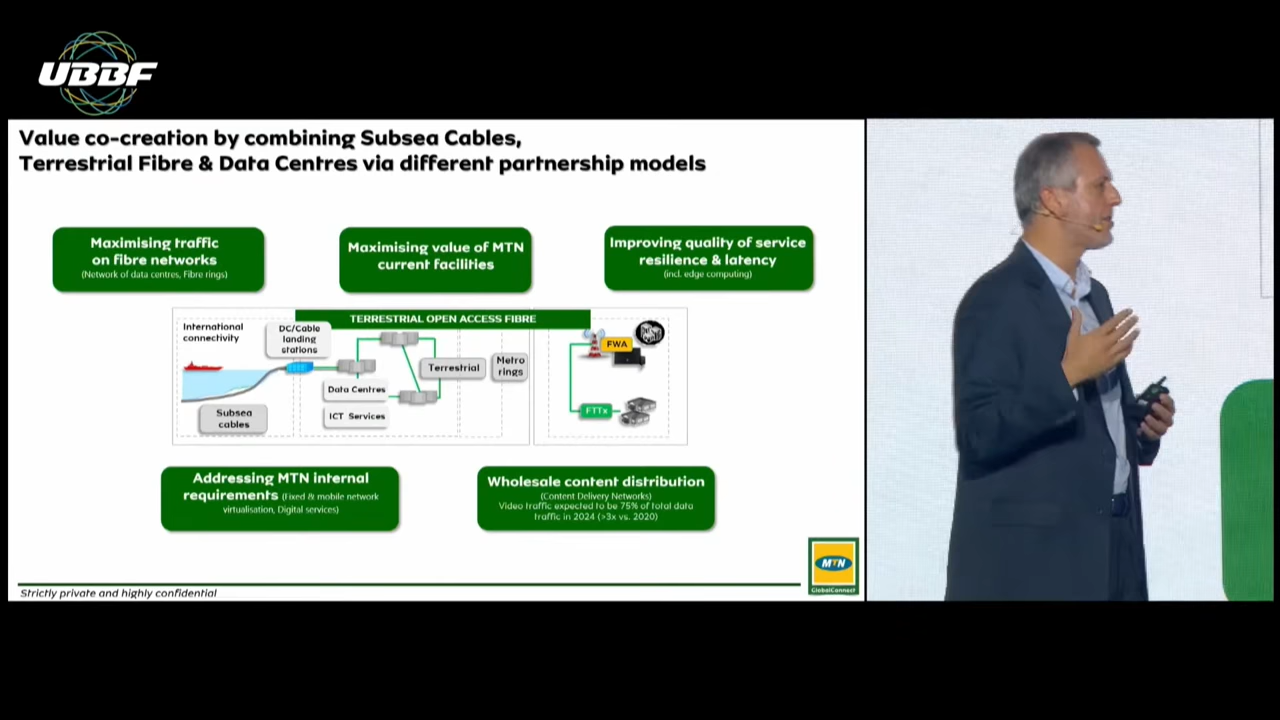 UBBF
Value co-creation by combining Subsea Cables,
Terrestrial Fibre & Data Centres via different partnership models
Maximising traffic
on fibre networks
(Network of data centres, Fibre rings)
Maximising value of MTN
current facilities
Improving quality of service
resilience & latency
(incl. edge computing)
TERRESTRIAL OPEN ACCESS FIBRE
International
connectivity
DC/Cable
landing
stations
FWA
Terrestrial
Metro
rings
Data Centres
Subsea
cables
ICT Services
FTTx
Addressing MTN internal
requirements (Fixed & mobile network
virtualisation, Digital services)
Wholesale content distribution
(Content Delivery Networks)
Video traffic expected to be 75% of total data
traffic in 2024 (>3x vs. 2020)
MTN
GlobalConnect
Strictly private and highly confidential